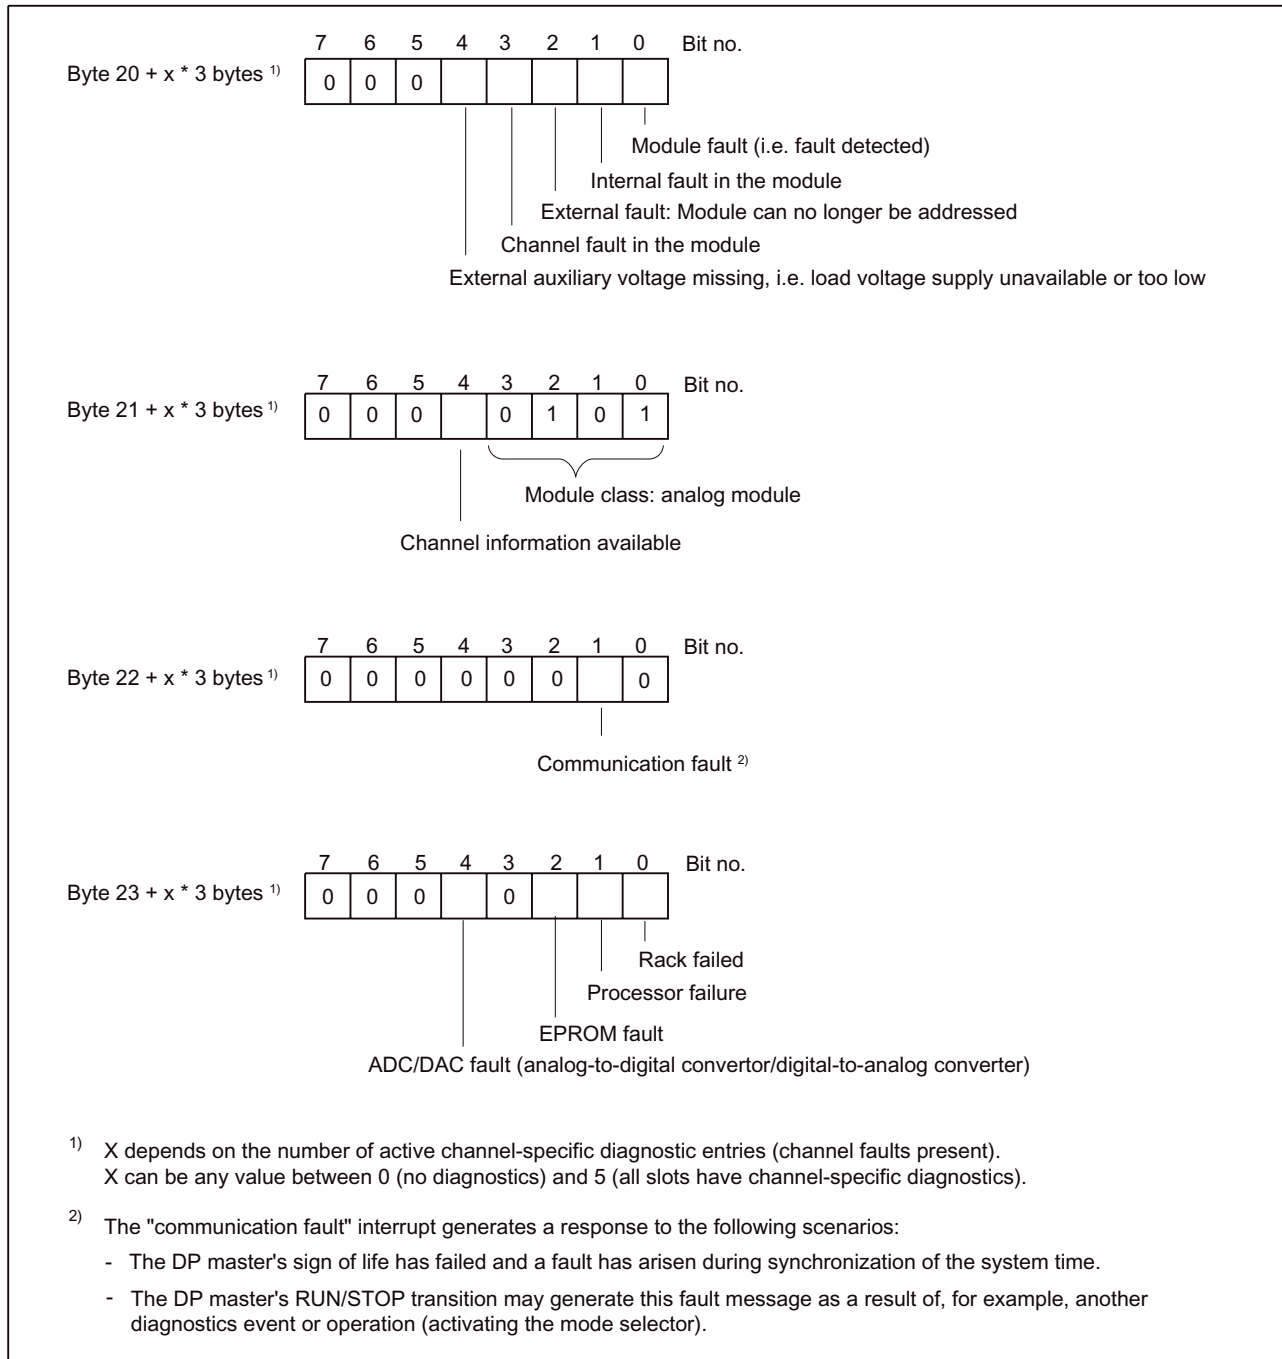 7 6 5 4 3 2 1 0 Bit no.
Byte 20 + x * 3 bytes 1)
0 0 0
Module fault (i.e. fault detected)
Internal fault in the module
External fault: Module can no longer be addressed
Channel fault in the module
External auxiliary voltage missing, i.e. load voltage supply unavailable or too low
7 6 5 4 3 2 1 0 Bit no.
Byte 21 + x * 3 bytes 1)
0 0 0 0 1 0 1
Module class: analog module
Channel information available
7 6 5 4 3 2 1 0 Bit no.
Byte 22 + x * 3 bytes 1)
0 0 0 0 0 0 0
Communication fault 2)
7 6 5 4 3 2 1 0 Bit no.
Byte 23 + x * 3 bytes 1)
0 0 0 0
Rack failed
Processor failure
EPROM fault
ADC/DAC fault (analog-to-digital convertor/digital-to-analog converter)
1) X depends on the number of active channel-specific diagnostic entries (channel faults present).
X can be any value between 0 (no diagnostics) and 5 (all slots have channel-specific diagnostics).
2) The "communication fault" interrupt generates a response to the following scenarios:
- The DP master's sign of life has failed and a fault has arisen during synchronization of the system time.
- The DP master's RUN/STOP transition may generate this fault message as a result of, for example, another
diagnostics event or operation (activating the mode selector).